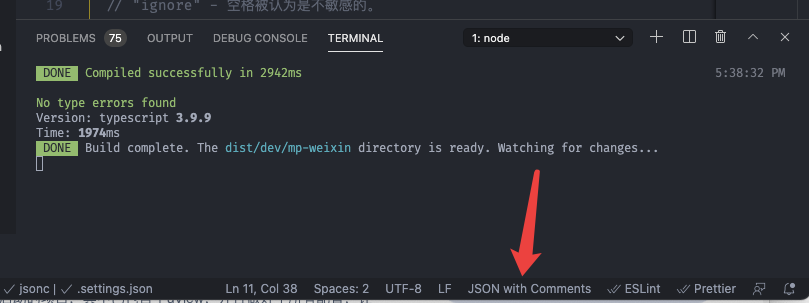 19 // "ignore" - 空格被认为是不敏感的。
PROBLEMS 75 OUTPUT DEBUG CONSOLE TERMINAL 1: node
DONE Compiled successfully in 2942ms 5:38:32 PM
No type errors found
Version: typescript 3.9.9
Time: 1974ms
DONE Build complete. The dist/dev/mp-weixin directory is ready. Watching for changes...
jsonc | .settings.json Ln 11, Col 38 Spaces: 2 UTF-8 LF JSON with Comments ESLint Prettier